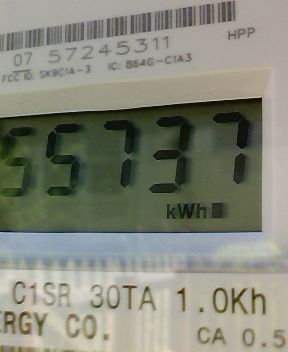 HPP
07 57245311
FCC ID: SK9C1A-3 IC: 864G-C1A3
55737
kWh
C1SR 30TA 1.0Kh
ERGY CO. CA 0.5